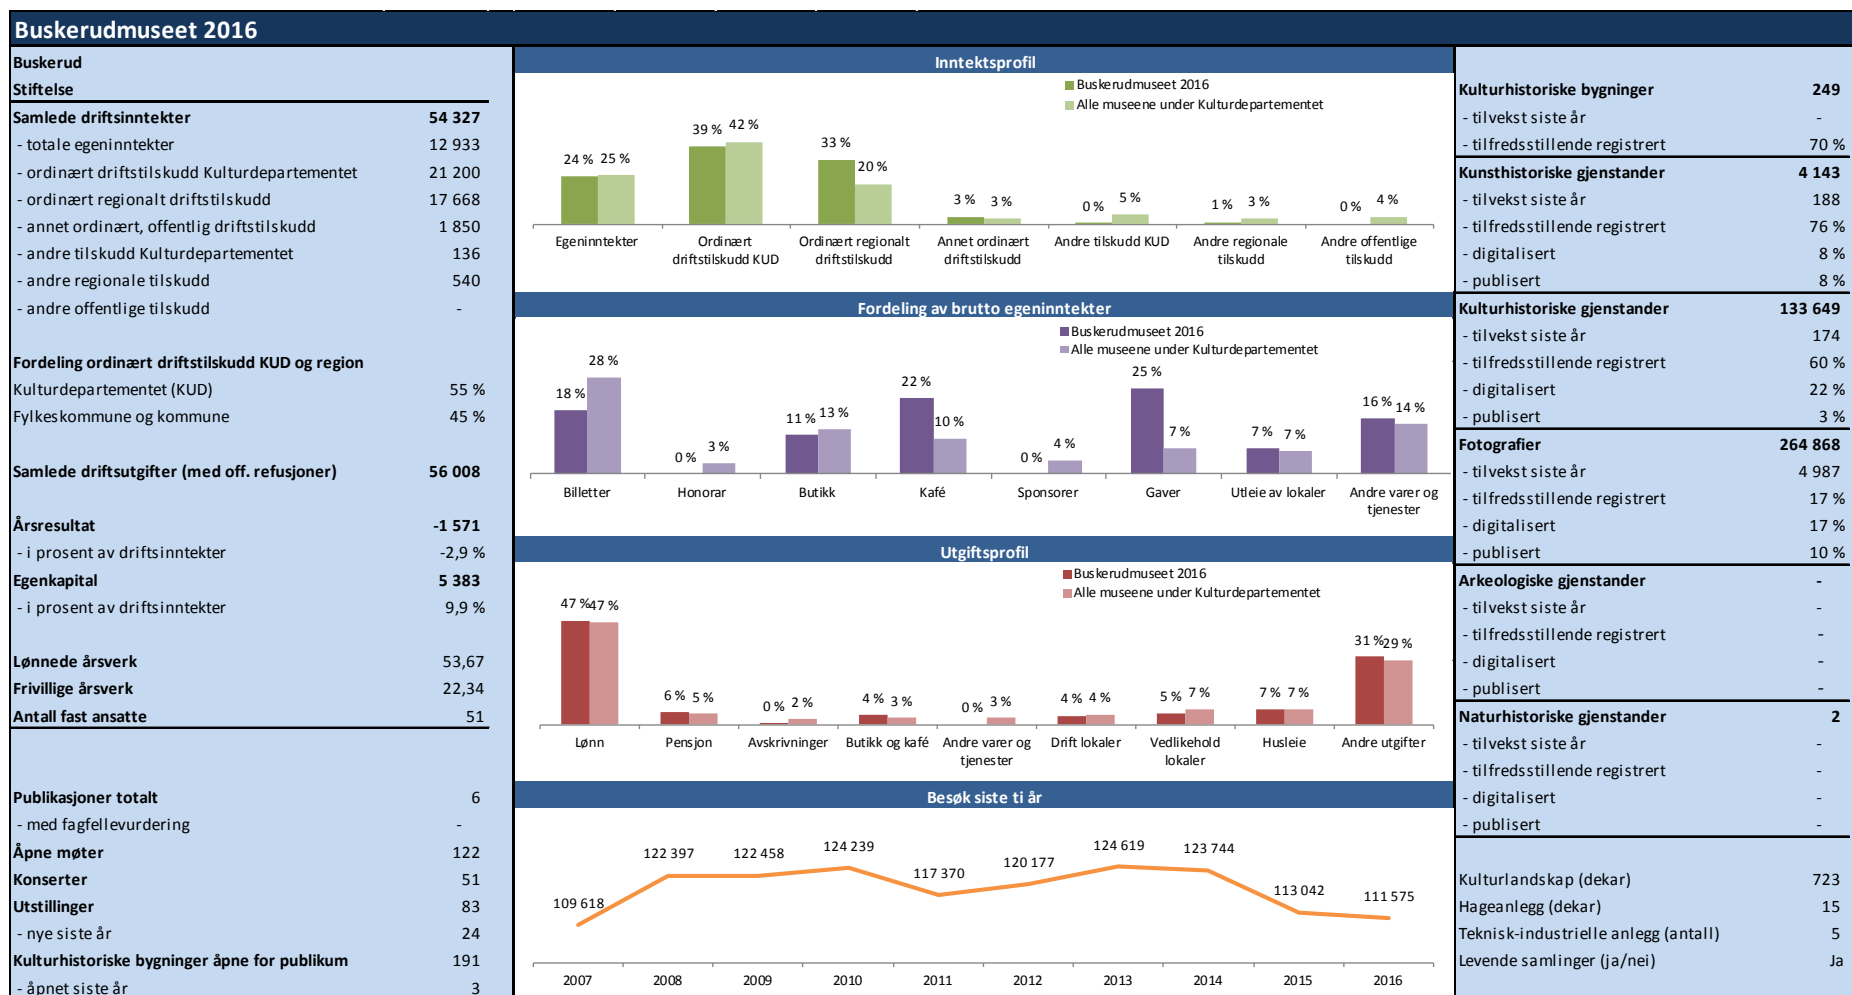 Buskerudmuseet 2016
Buskerud
Stiftelse
Samlede driftsinntekter 54 327
- totale egeninntekter 12 933
- ordinært driftstilskudd Kulturdepartementet 21 200
- ordinært regionalt driftstilskudd 17 668
- annet ordinært, offentlig driftstilskudd 1 850
- andre tilskudd Kulturdepartementet 136
- andre regionale tilskudd 540
- andre offentlige tilskudd -
Fordeling ordinært driftstilskudd KUD og region
Kulturdepartementet (KUD) 55 %
Fylkeskommune og kommune 45 %
Samlede driftsutgifter (med off. refusjoner) 56 008
Årsresultat -1 571
- i prosent av driftsinntekter -2,9 %
Egenkapital 5 383
- i prosent av driftsinntekter 9,9 %
Lønnede årsverk 53,67
Frivillige årsverk 22,34
Antall fast ansatte 51
Publikasjoner totalt 6
- med fagfellevurdering -
Åpne møter 122
Konserter 51
Utstillinger 83
- nye siste år 24
Kulturhistoriske bygninger åpne for publikum 191
- åpnet siste år 3
Inntektsprofil
Buskerudmuseet 2016
Alle museene under Kulturdepartementet
24 % 25 % 39 % 42 % 33 % 20 % 3 % 3 % 0 % 5 % 1 % 3 % 0 % 4 %
Egeninntekter Ordinært Ordinært regionalt Annet ordinært Andre tilskudd KUD Andre regionale Andre offentlige
driftstilskudd KUD driftstilskudd driftstilskudd tilskudd tilskudd
Fordeling av brutto egeninntekter
Buskerudmuseet 2016
Alle museene under Kulturdepartementet
18 % 28 % 0 % 3 % 11 % 13 % 22 % 10 % 0 % 4 % 25 % 7 % 7 % 7 % 16 % 14 %
Billetter Honorar Butikk Kafé Sponsorer Gaver Utleie av lokaler Andre varer og
tjenester
Utgiftsprofil
Buskerudmuseet 2016
Alle museene under Kulturdepartementet
47 % 47 % 6 % 5 % 0 % 2 % 4 % 3 % 0 % 3 % 4 % 4 % 5 % 7 % 7 % 7 % 31 % 29 %
Lønn Pensjon Avskrivninger Butikk og kafé Andre varer og Drift lokaler Vedlikehold Husleie Andre utgifter
tjenester lokaler
Besøk siste ti år
109 618 122 397 122 458 124 239 117 370 120 177 124 619 123 744 113 042 111 575
2007 2008 2009 2010 2011 2012 2013 2014 2015 2016
Kulturhistoriske bygninger 249
- tilvekst siste år -
- tilfredsstillende registrert 70 %
Kunsthistoriske gjenstander 4 143
- tilvekst siste år 188
- tilfredsstillende registrert 76 %
- digitalisert 8 %
- publisert 8 %
Kulturhistoriske gjenstander 133 649
- tilvekst siste år 174
- tilfredsstillende registrert 60 %
- digitalisert 22 %
- publisert 3 %
Fotografier 264 868
- tilvekst siste år 4 987
- tilfredsstillende registrert 17 %
- digitalisert 17 %
- publisert 10 %
Arkeologiske gjenstander -
- tilvekst siste år -
- tilfredsstillende registrert -
- digitalisert -
- publisert -
Naturhistoriske gjenstander 2
- tilvekst siste år -
- tilfredsstillende registrert -
- digitalisert -
- publisert -
Kulturlandskap (dekar) 723
Hageanlegg (dekar) 15
Teknisk-industrielle anlegg (antall) 5
Levende samlinger (ja/nei) Ja